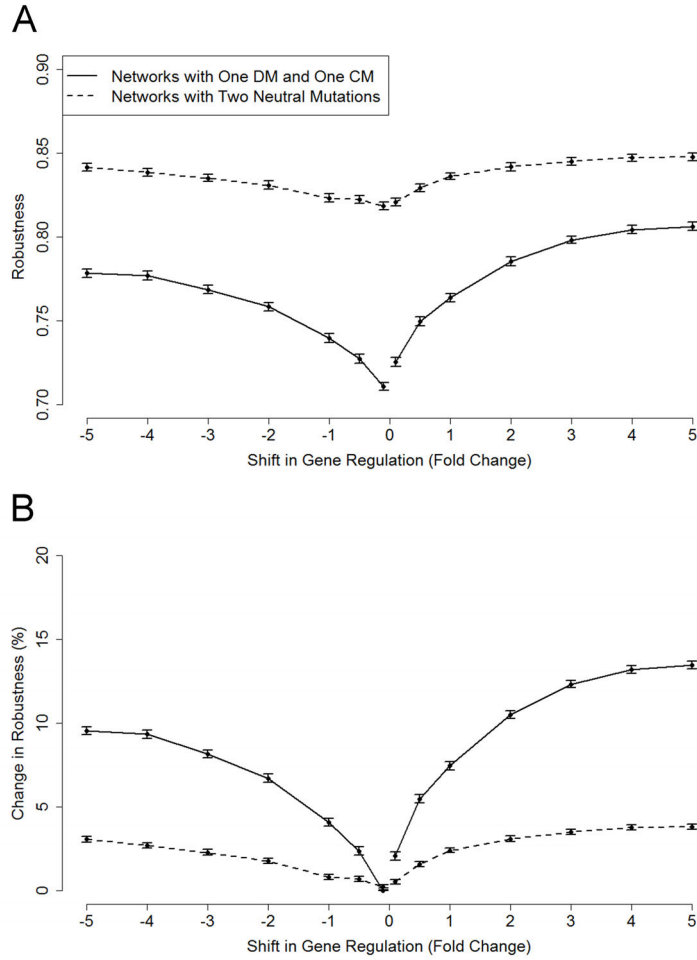 A
Networks with One DM and One CM
Networks with Two Neutral Mutations
0.90
0.85
0.80
0.75
0.70
Robustness
-5 -4 -3 -2 -1 0 1 2 3 4 5
Shift in Gene Regulation (Fold Change)
B
20
15
10
5
0
Change in Robustness (%)
-5 -4 -3 -2 -1 0 1 2 3 4 5
Shift in Gene Regulation (Fold Change)